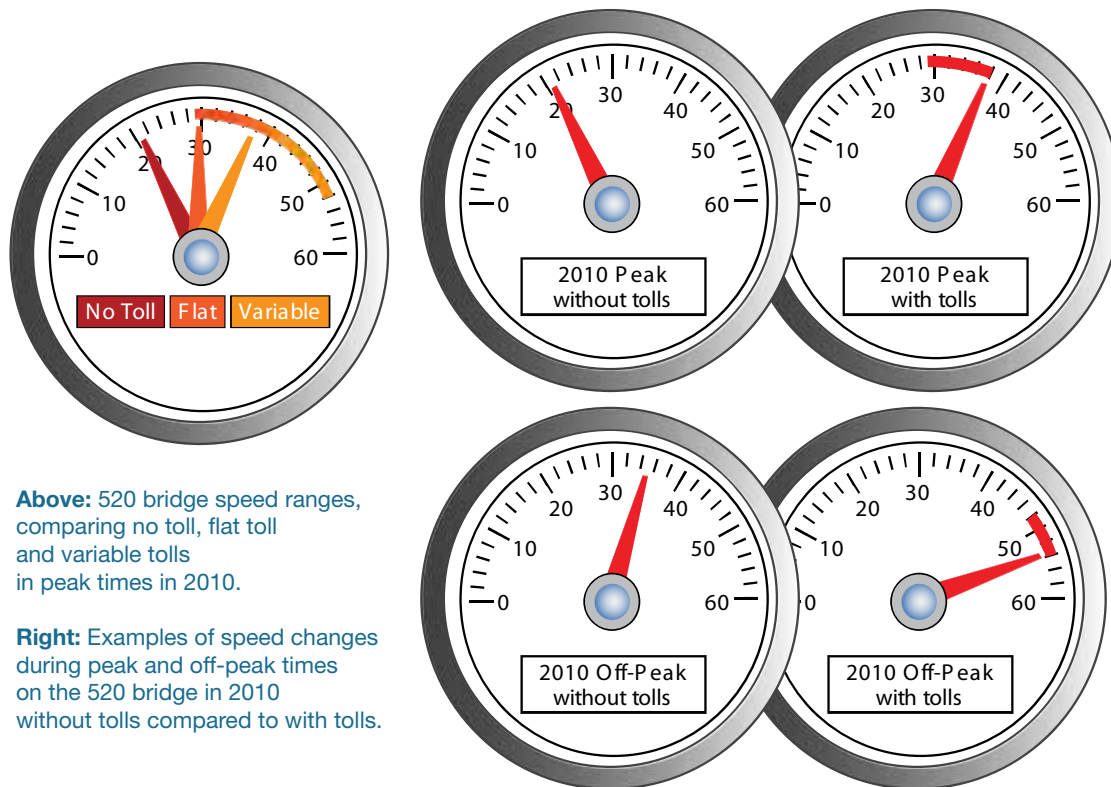 0 10 20 30 40 50 60
No Toll Flat Variable
0 10 20 30 40 50 60
2010 Peak
without tolls
0 10 20 30 40 50 60
2010 Peak
with tolls
Above: 520 bridge speed ranges,
comparing no toll, flat toll
and variable tolls
in peak times in 2010.
Right: Examples of speed changes
during peak and off-peak times
on the 520 bridge in 2010
without tolls compared to with tolls.
0 10 20 30 40 50 60
2010 Off-Peak
without tolls
0 10 20 30 40 50 60
2010 Off-Peak
with tolls